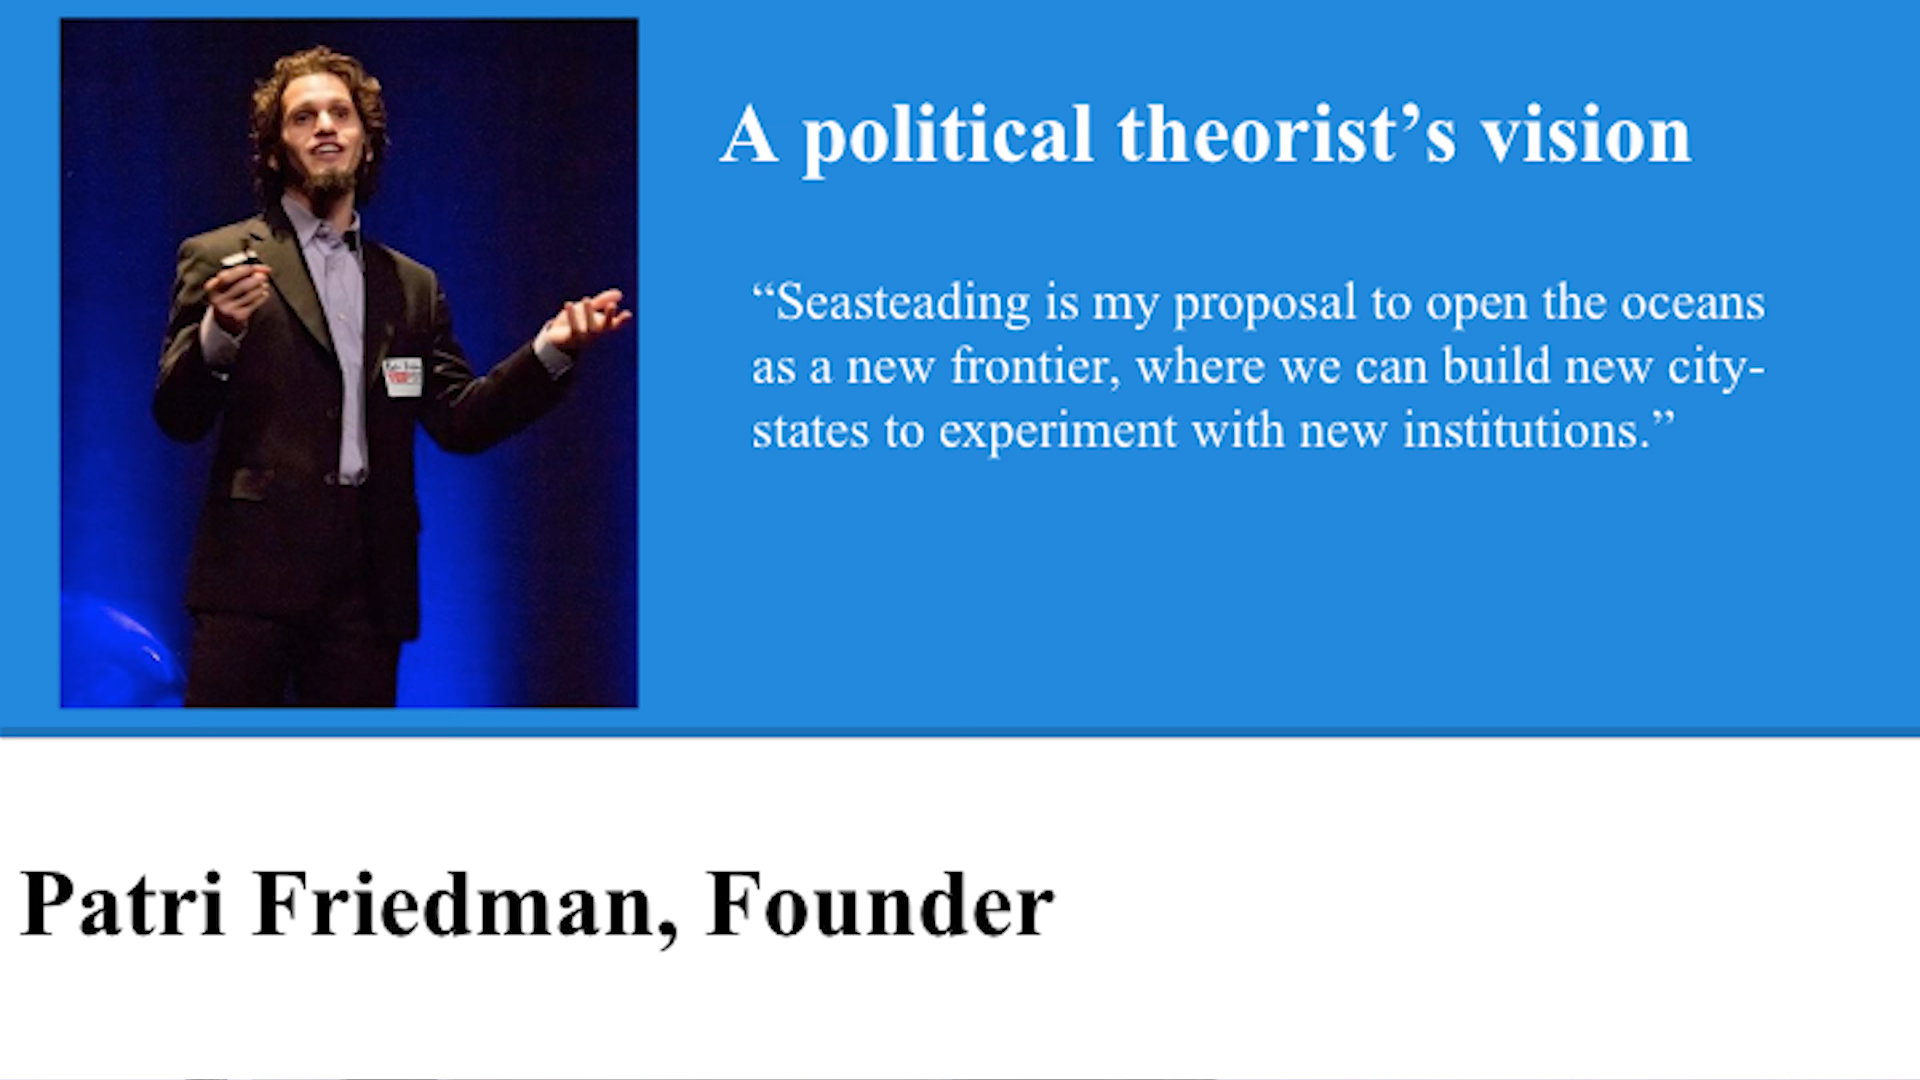 A political theorist’s vision
“Seasteading is my proposal to open the oceans
as a new frontier, where we can build new city-
states to experiment with new institutions.”
Patri Friedman, Founder